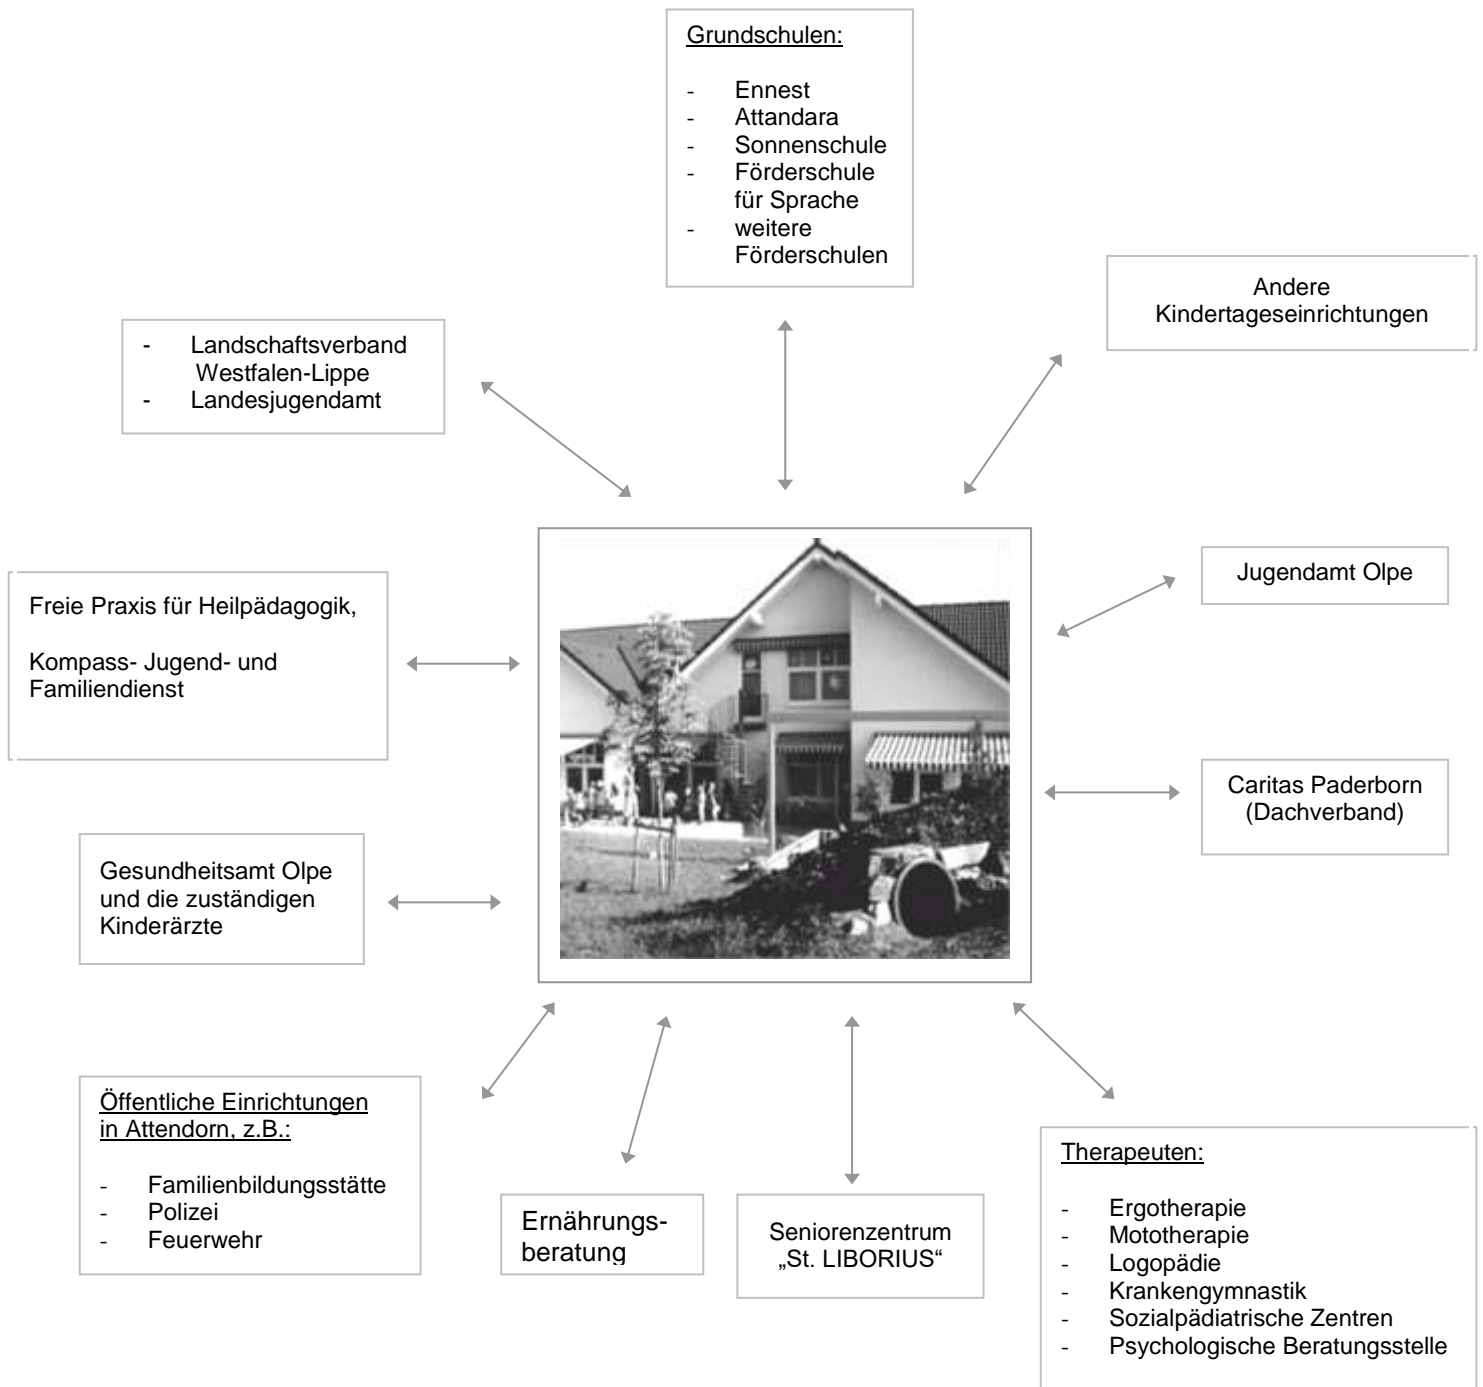 Grundschulen:
- Ennest
- Attandara
- Sonnenschule
- Förderschule
für Sprache
- weitere
Förderschulen
Andere
Kindertageseinrichtungen
- Landschaftsverband
Westfalen-Lippe
- Landesjugendamt
Jugendamt Olpe
Freie Praxis für Heilpädagogik,
Kompass- Jugend- und
Familiendienst
Caritas Paderborn
(Dachverband)
Gesundheitsamt Olpe
und die zuständigen
Kinderärzte
Öffentliche Einrichtungen
in Attendorn, z.B.:
- Familienbildungsstätte
- Polizei
- Feuerwehr
Ernährungs-
beratung
Seniorenzentrum
„St. LIBORIUS“
Therapeuten:
- Ergotherapie
- Mototherapie
- Logopädie
- Krankengymnastik
- Sozialpädiatrische Zentren
- Psychologische Beratungsstelle